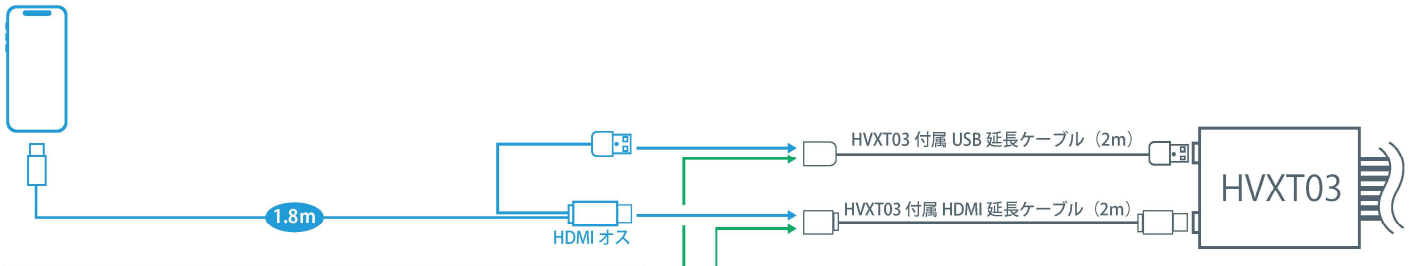 HVXT03 付属 USB 延長ケーブル（2m）
HVXT03
1.8m
HVXT03 付属 HDMI 延長ケーブル（2m）
HDMI オス